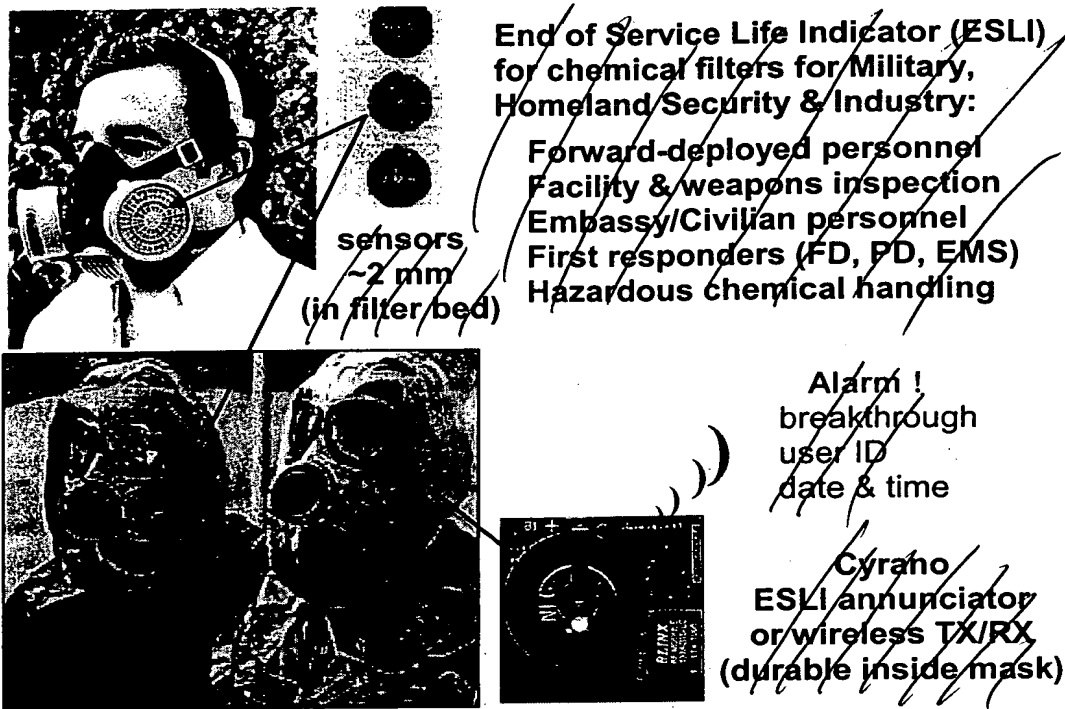 End of Service Life Indicator (ESLI)
for chemical filters for Military,
Homeland Security & Industry:
Forward-deployed personnel
Facility & weapons inspection
Embassy/Civilian personnel
First responders (FD, PD, EMS)
Hazardous chemical handling
sensors
~2 mm
(in filter bed)
Alarm !
breakthrough
user ID
date & time
Cyrano
ESLI annunciator
or wireless TX/RX
(durable inside mask)